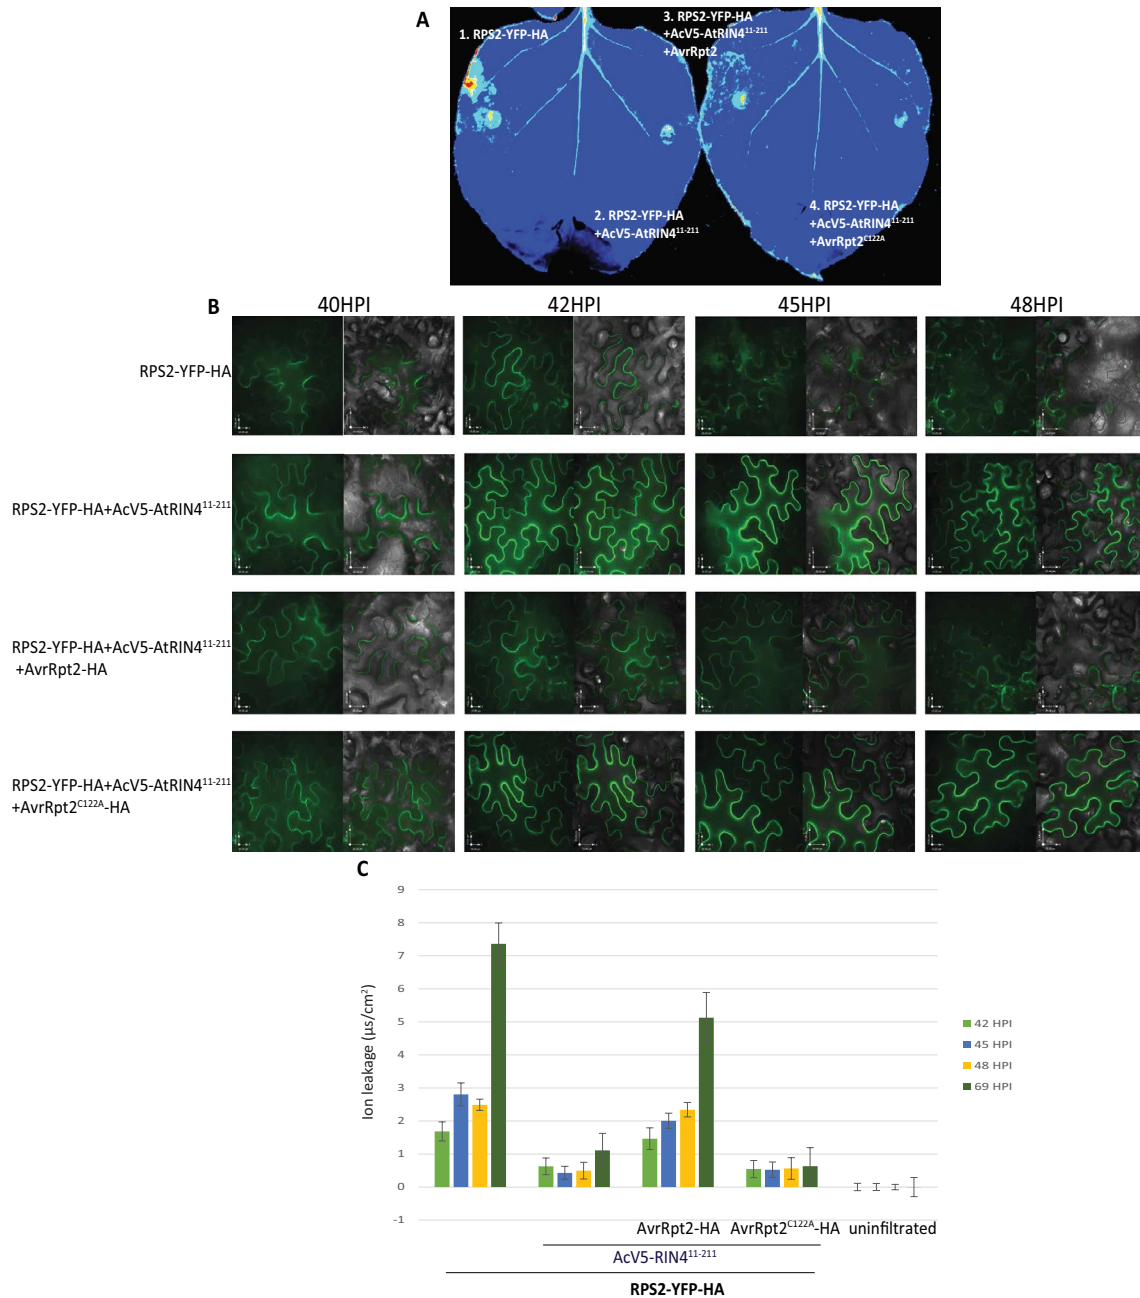 A
1. RPS2-YFP-HA
3. RPS2-YFP-HA
+AcV5-AtRIN4¹¹⁻²¹¹
+AvrRpt2
2. RPS2-YFP-HA
+AcV5-AtRIN4¹¹⁻²¹¹
4. RPS2-YFP-HA
+AcV5-AtRIN4¹¹⁻²¹¹
+AvrRpt2ᶜ¹²²ᴬ
B
40HPI 42HPI 45HPI 48HPI
RPS2-YFP-HA
RPS2-YFP-HA+AcV5-AtRIN4¹¹⁻²¹¹
RPS2-YFP-HA+AcV5-AtRIN4¹¹⁻²¹¹
+AvrRpt2-HA
RPS2-YFP-HA+AcV5-AtRIN4¹¹⁻²¹¹
+AvrRpt2ᶜ¹²²ᴬ-HA
C
9
8
7
6
5
4
3
2
1
0
-1
Ion leakage (µs/cm²)
42 HPI
45 HPI
48 HPI
69 HPI
AvrRpt2-HA AvrRpt2ᶜ¹²²ᴬ-HA uninfiltrated
AcV5-RIN4¹¹⁻²¹¹
RPS2-YFP-HA